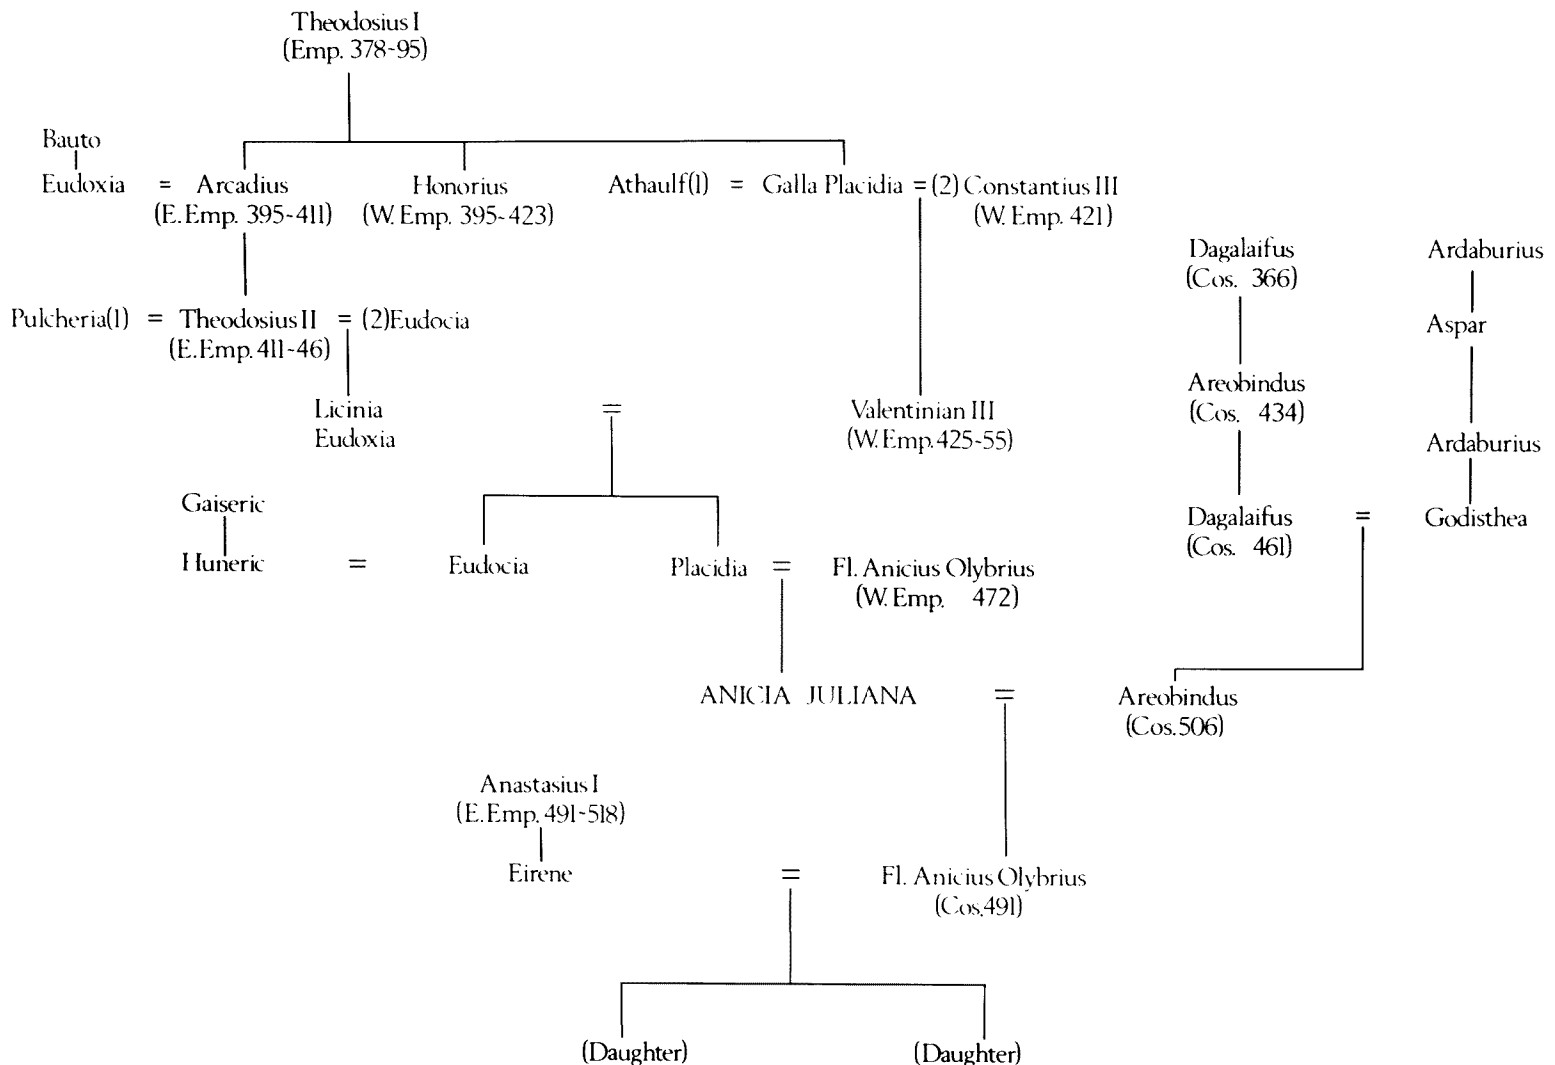 Theodosius I
(Emp. 378-95)
Bauto
Eudoxia = Arcadius
(E. Emp. 395-411)
Honorius
(W. Emp. 395-423)
Athaulf(1) = Galla Placidia = (2) Constantius III
(W. Emp. 421)
Dagalaifus
(Cos. 366)
Ardaburius
Pulcheria(1) = Theodosius II = (2)Eudocia
(E. Emp. 411-46)
Aspar
Areobindus
(Cos. 434)
Licinia
Eudoxia
=
Valentinian III
(W. Emp. 425-55)
Ardaburius
Gaiseric
Dagalaifus
(Cos. 461)
=
Godisthea
Huneric = Eudocia
Placidia = Fl. Anicius Olybrius
(W. Emp. 472)
ANICIA JULIANA = Areobindus
(Cos. 506)
Anastasius I
(E. Emp. 491-518)
Eirene = Fl. Anicius Olybrius
(Cos. 491)
(Daughter)
(Daughter)